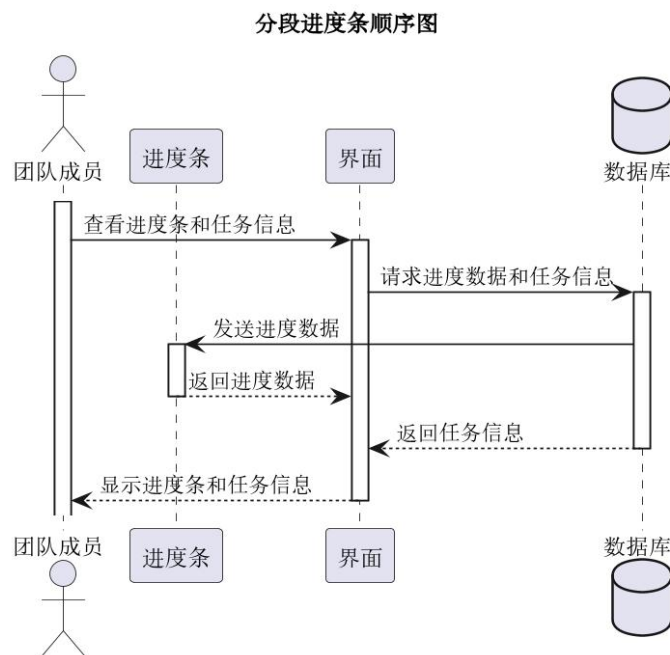 分段进度条顺序图
团队成员
进度条
界面
数据库
查看进度条和任务信息
请求进度数据和任务信息
发送进度数据
返回进度数据
返回任务信息
显示进度条和任务信息
团队成员
进度条
界面
数据库